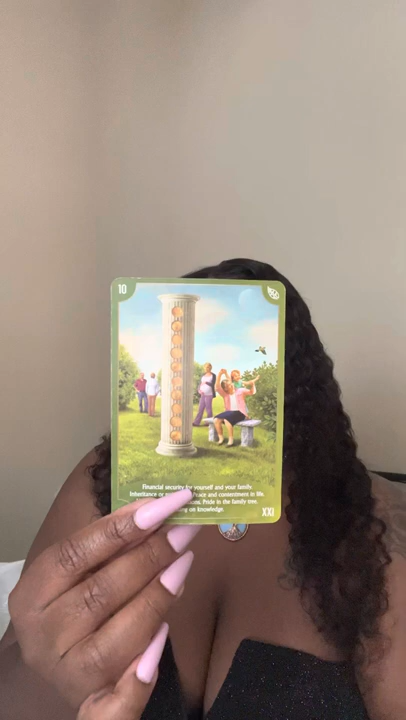 10
Financial security for yourself and your family.
Inheritance or Peace and contentment in life.
Pride in the family tree.
on knowledge.
XXI